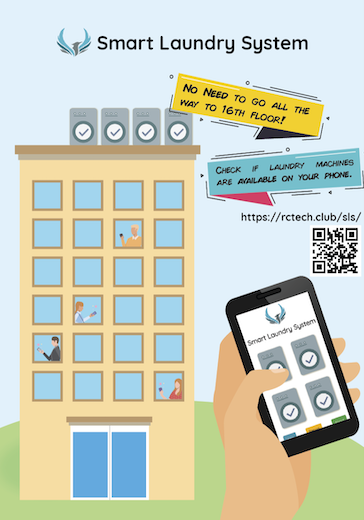 Smart Laundry System
No Need to go all the
way to 16th floor!
Check if laundry machines
are available on your phone.
https://rctech.club/sls/
Smart Laundry System